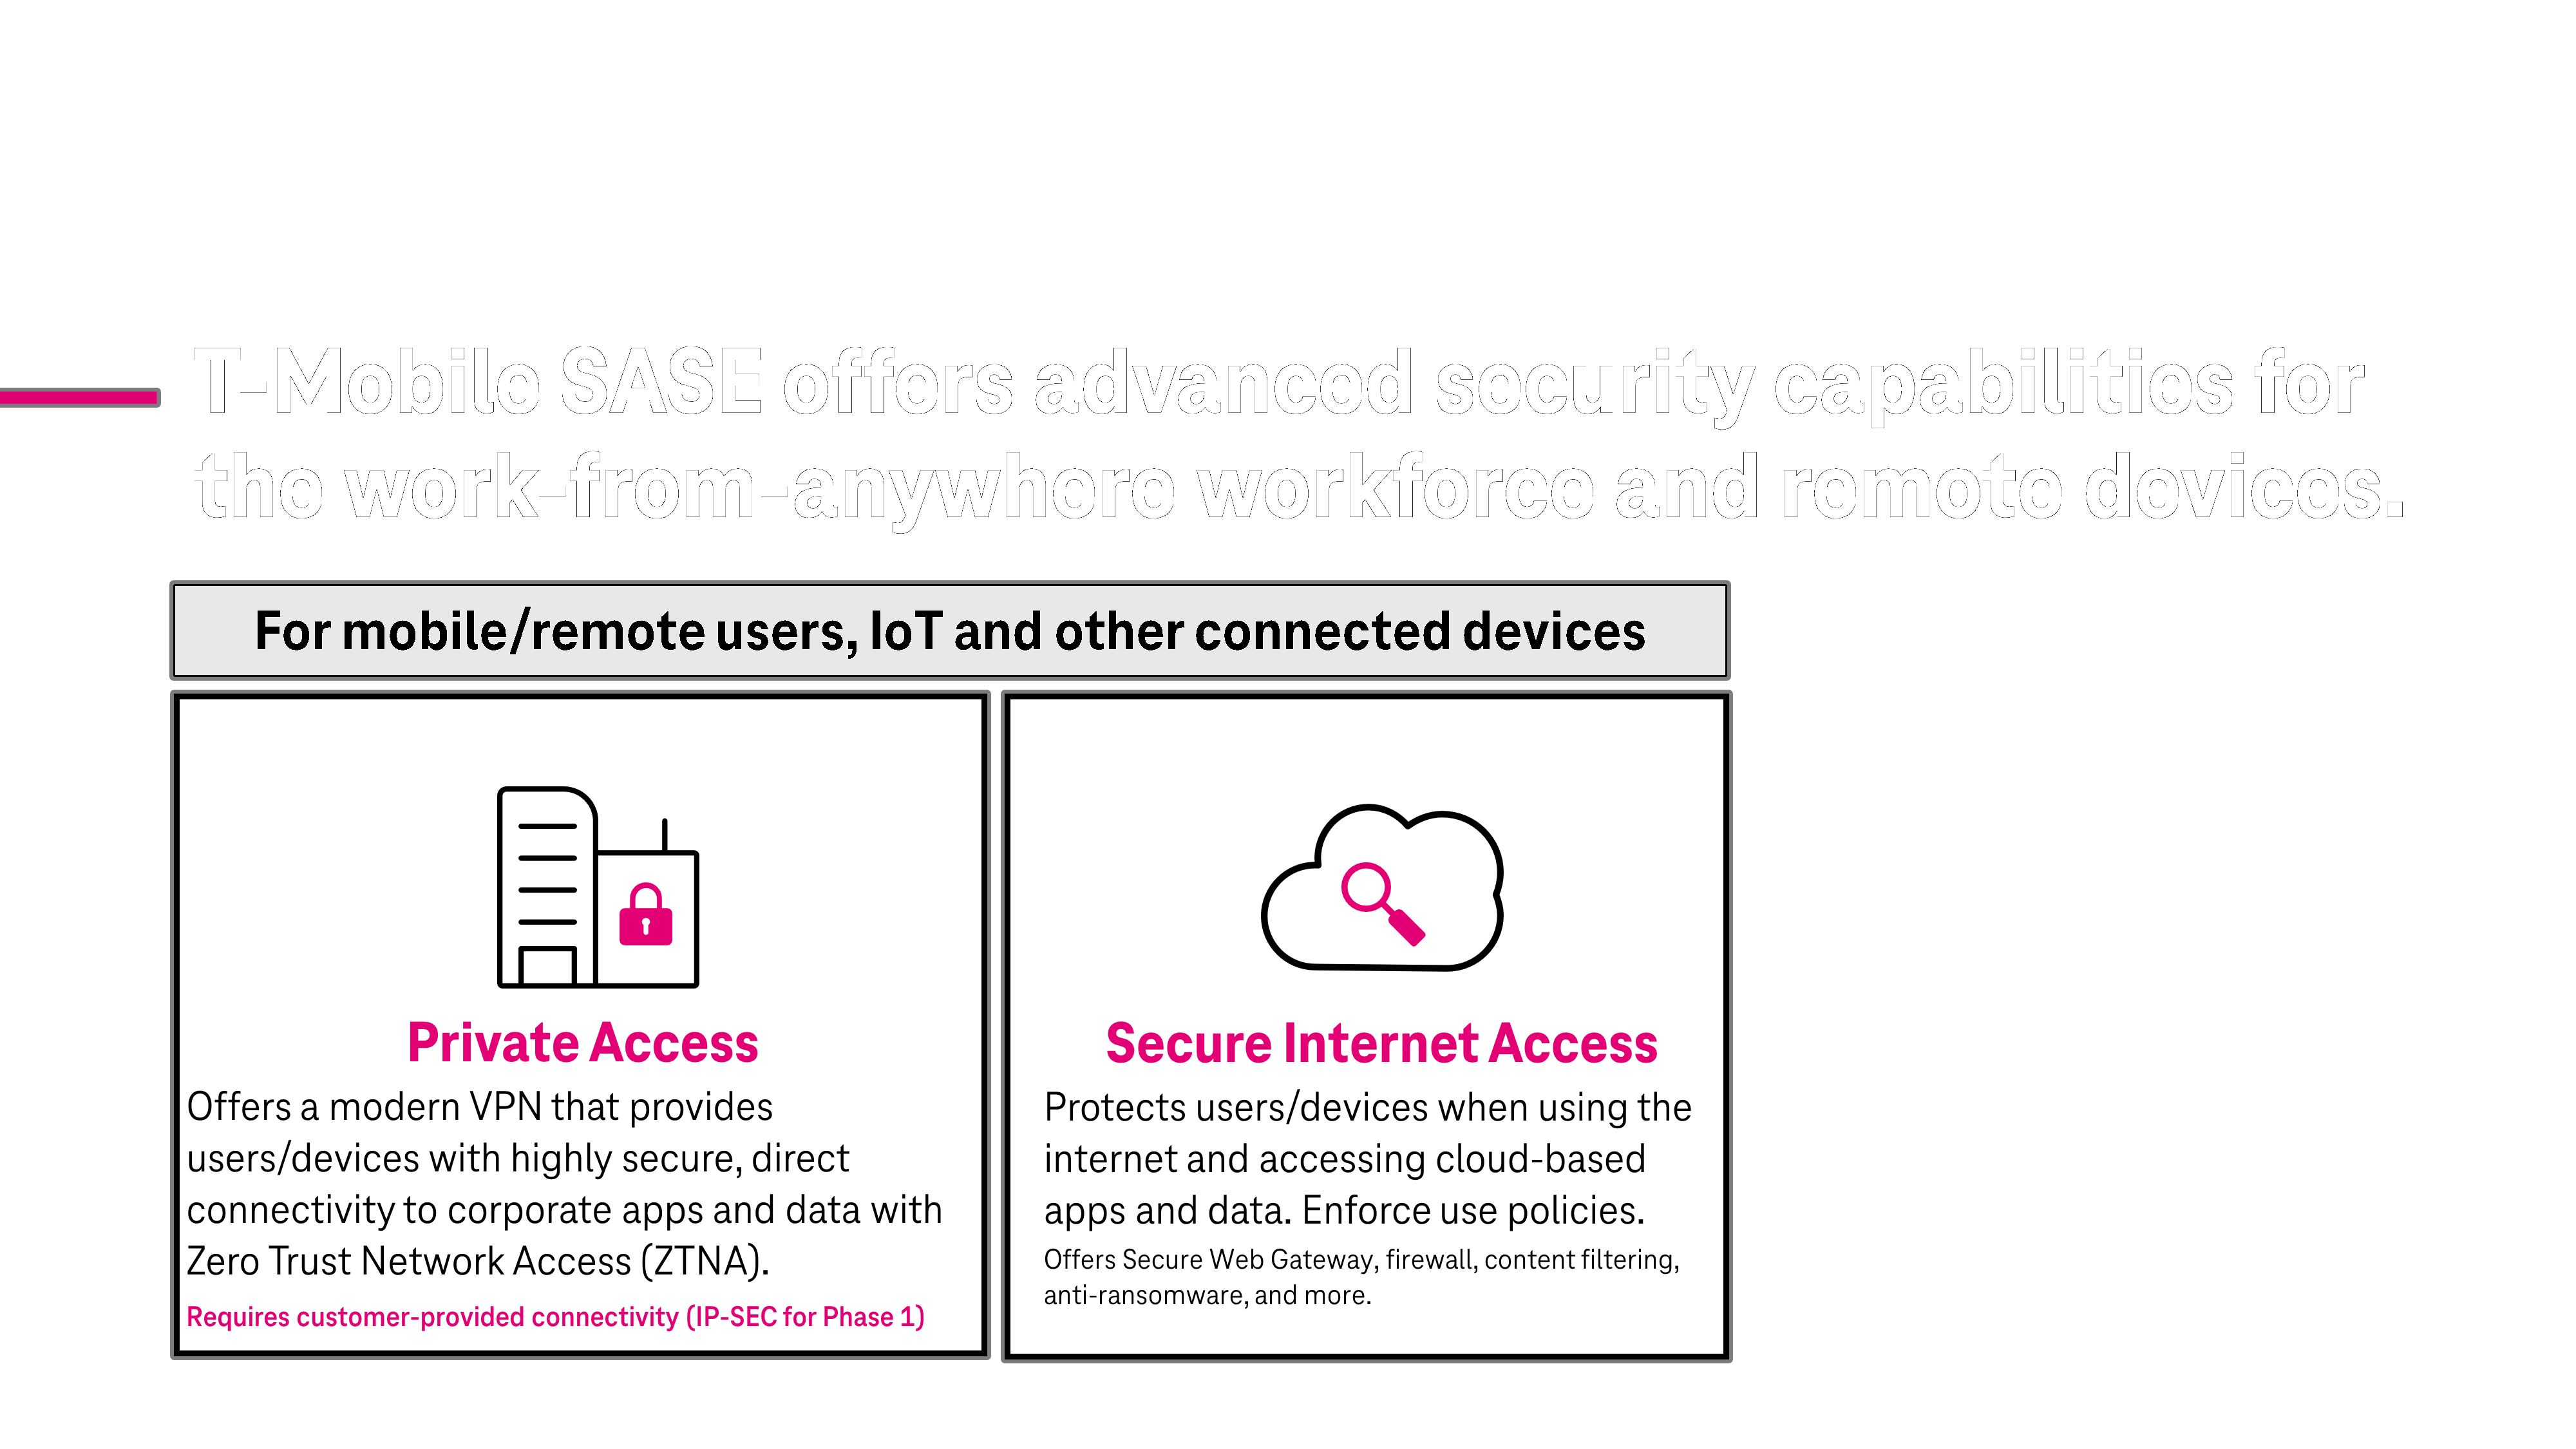 T-Mobile SASE offers advanced security capabilities for
the work-from-anywhere workforce and remote devices.
For mobile/remote users, IoT and other connected devices
Private Access
Offers a modern VPN that provides
users/devices with highly secure, direct
connectivity to corporate apps and data with
Zero Trust Network Access (ZTNA).
Requires customer-provided connectivity (IP-SEC for Phase 1)
Secure Internet Access
Protects users/devices when using the
internet and accessing cloud-based
apps and data. Enforce use policies.
Offers Secure Web Gateway, firewall, content filtering,
anti-ransomware, and more.